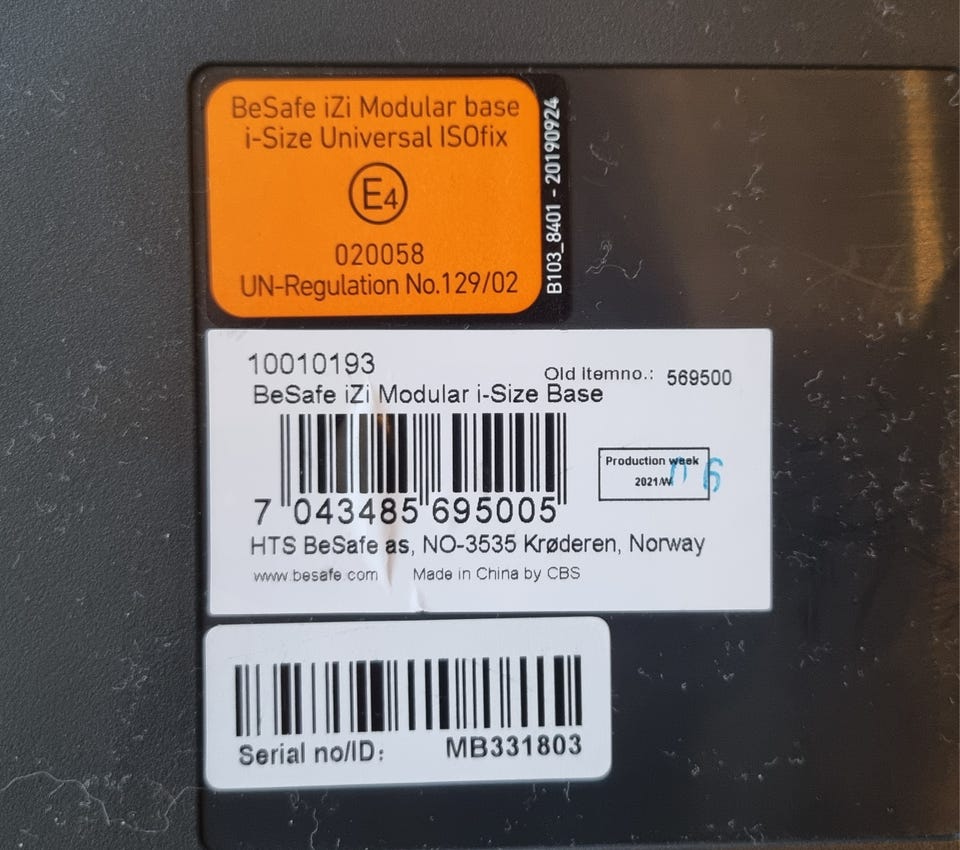 BeSafe iZi Modular base
i-Size Universal ISOfix
E4
020058
UN-Regulation No.129/02
B103_8401 - 20190924
10010193
Old itemno.: 569500
BeSafe iZi Modular i-Size Base
Production week
2021/W 06
7 043485 695005
HTS BeSafe as, NO-3535 Krøderen, Norway
www.besafe.com Made in China by CBS
Serial no/ID: MB331803